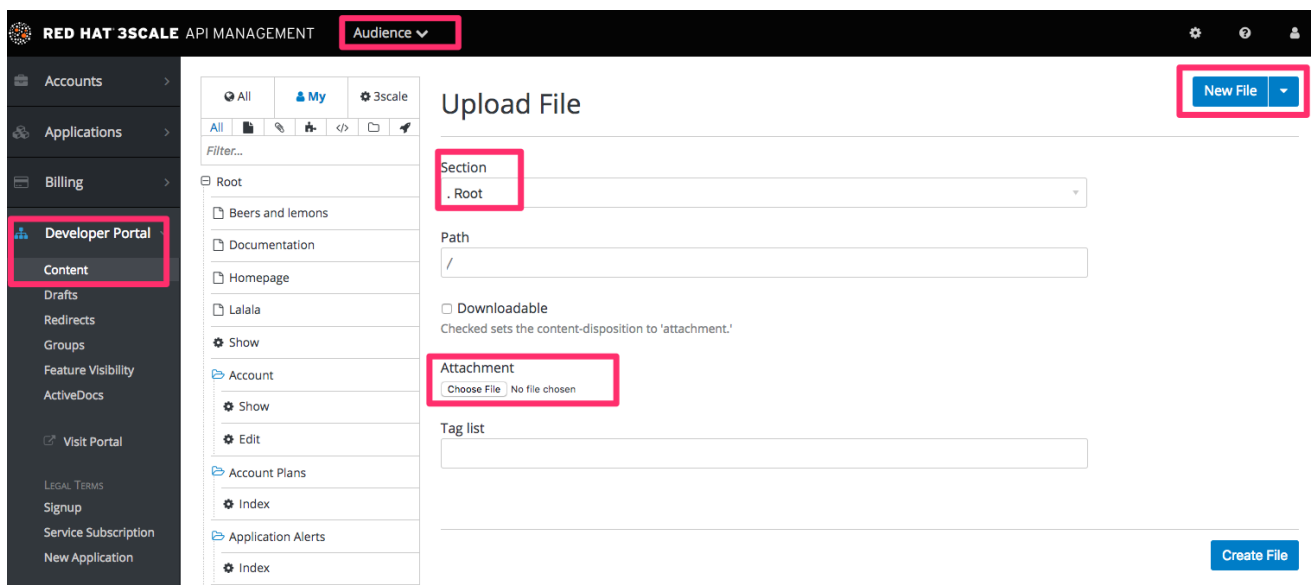 RED HAT 3SCALE API MANAGEMENT
Audience
Accounts
Applications
Billing
Developer Portal
Content
Drafts
Redirects
Groups
Feature Visibility
ActiveDocs
Visit Portal
LEGAL TERMS
Signup
Service Subscription
New Application
All My 3scale
All
Filter...
Root
Beers and lemons
Documentation
Homepage
Lalala
Show
Account
Show
Edit
Account Plans
Index
Application Alerts
Index
Upload File
New File
Section
. Root
Path
/
Downloadable
Checked sets the content-disposition to 'attachment.'
Attachment
Choose File No file chosen
Tag list
Create File